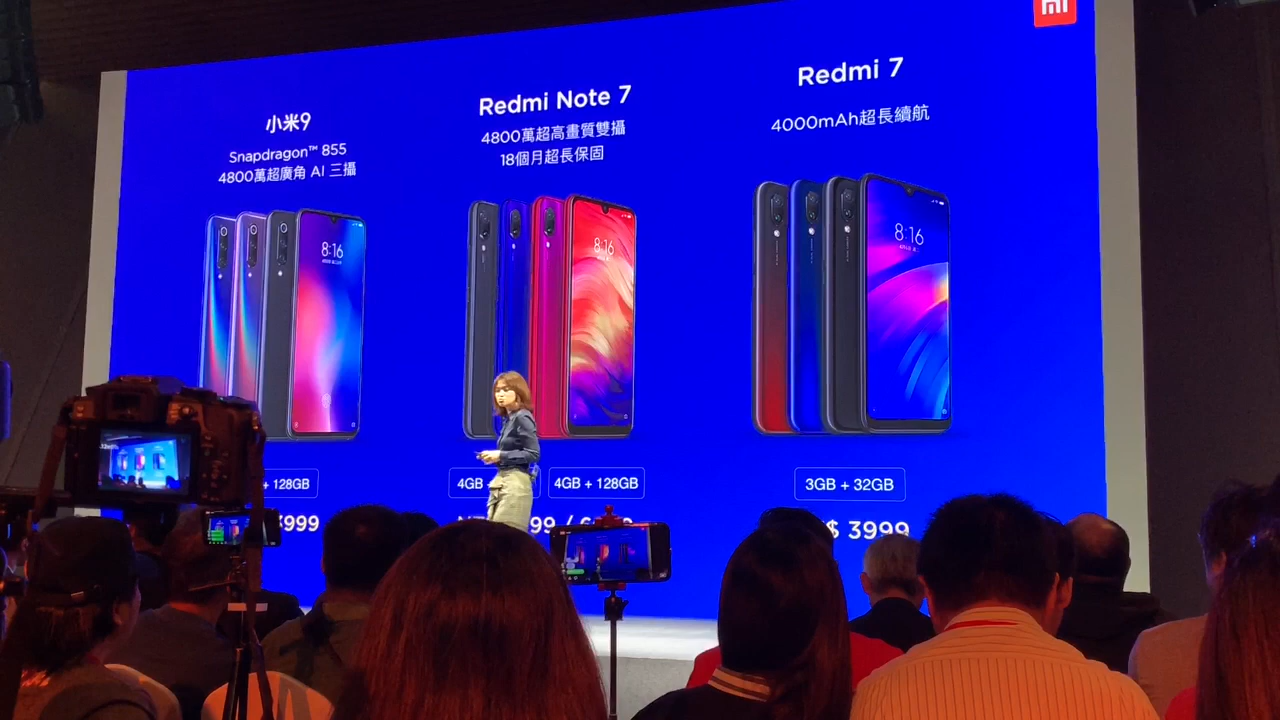 mi
小米9
Snapdragon™ 855
4800萬超廣角 AI 三攝
Redmi Note 7
4800萬超高畫質雙攝
18個月超長保固
Redmi 7
4000mAh超長續航
8:16
8:16
8:16
+ 128GB
4GB
4GB + 128GB
3GB + 32GB
999
99 /
$ 3999